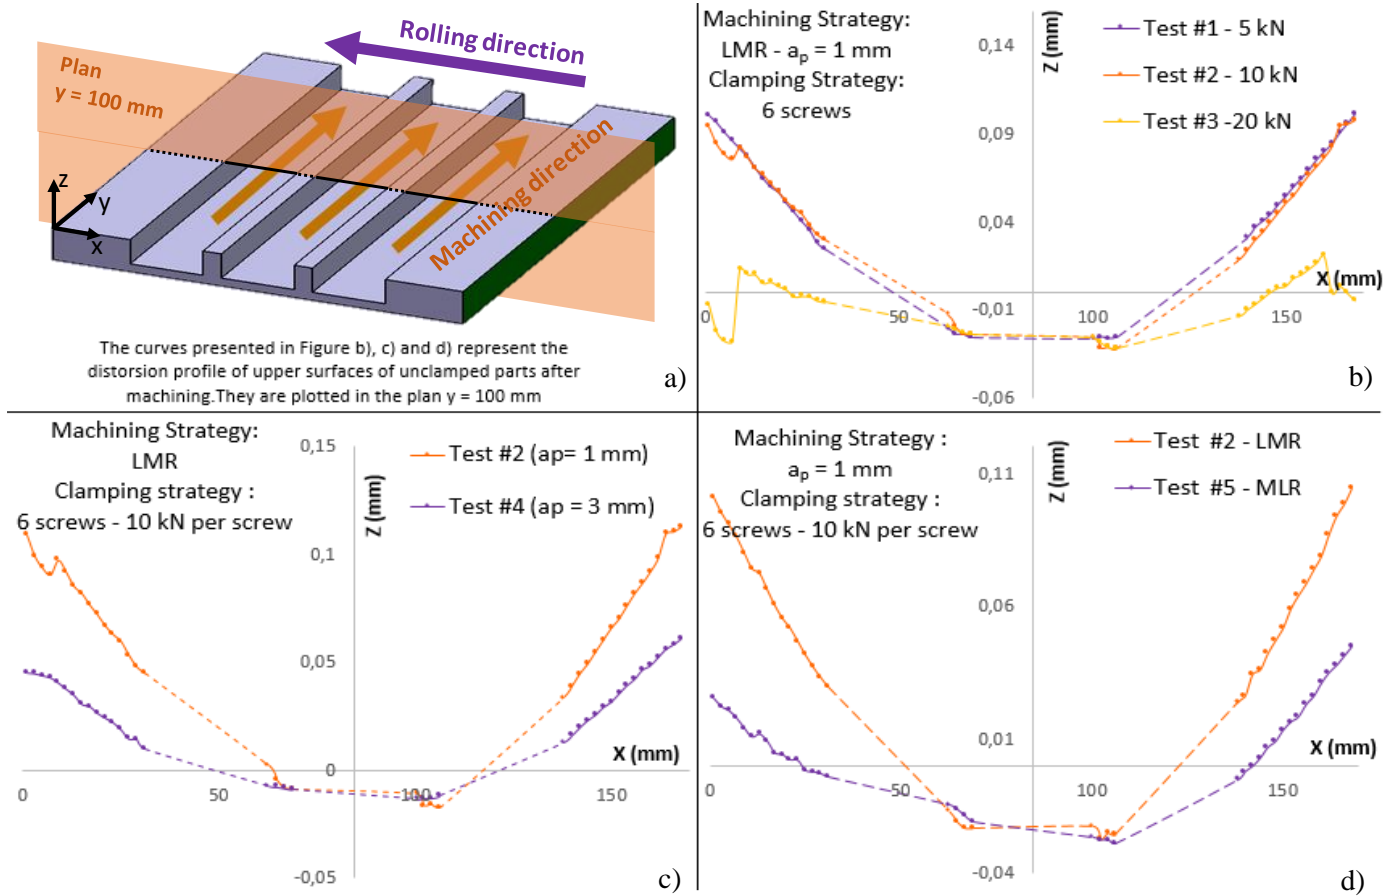 Rolling direction
Plan
y = 100 mm
Machining direction
z
y
x
The curves presented in Figure b), c) and d) represent the
distorsion profile of upper surfaces of unclamped parts after
machining.They are plotted in the plan y = 100 mm
a)
Machining Strategy:
LMR - ap = 1 mm
Clamping Strategy:
6 screws
Z (mm)
Test #1 - 5 kN
Test #2 - 10 kN
Test #3 -20 kN
0,14
0,09
0,04
-0,01
-0,06
0
50
100
150
X (mm)
b)
Machining Strategy:
LMR
Clamping strategy :
6 screws - 10 kN per screw
Z (mm)
Test #2 (ap= 1 mm)
Test #4 (ap = 3 mm)
0,15
0,1
0,05
0
-0,05
0
50
100
150
X (mm)
c)
Machining Strategy :
ap = 1 mm
Clamping strategy :
6 screws - 10 kN per screw
Z (mm)
Test #2 - LMR
Test #5 - MLR
0,11
0,06
0,01
-0,04
0
50
100
150
X (mm)
d)